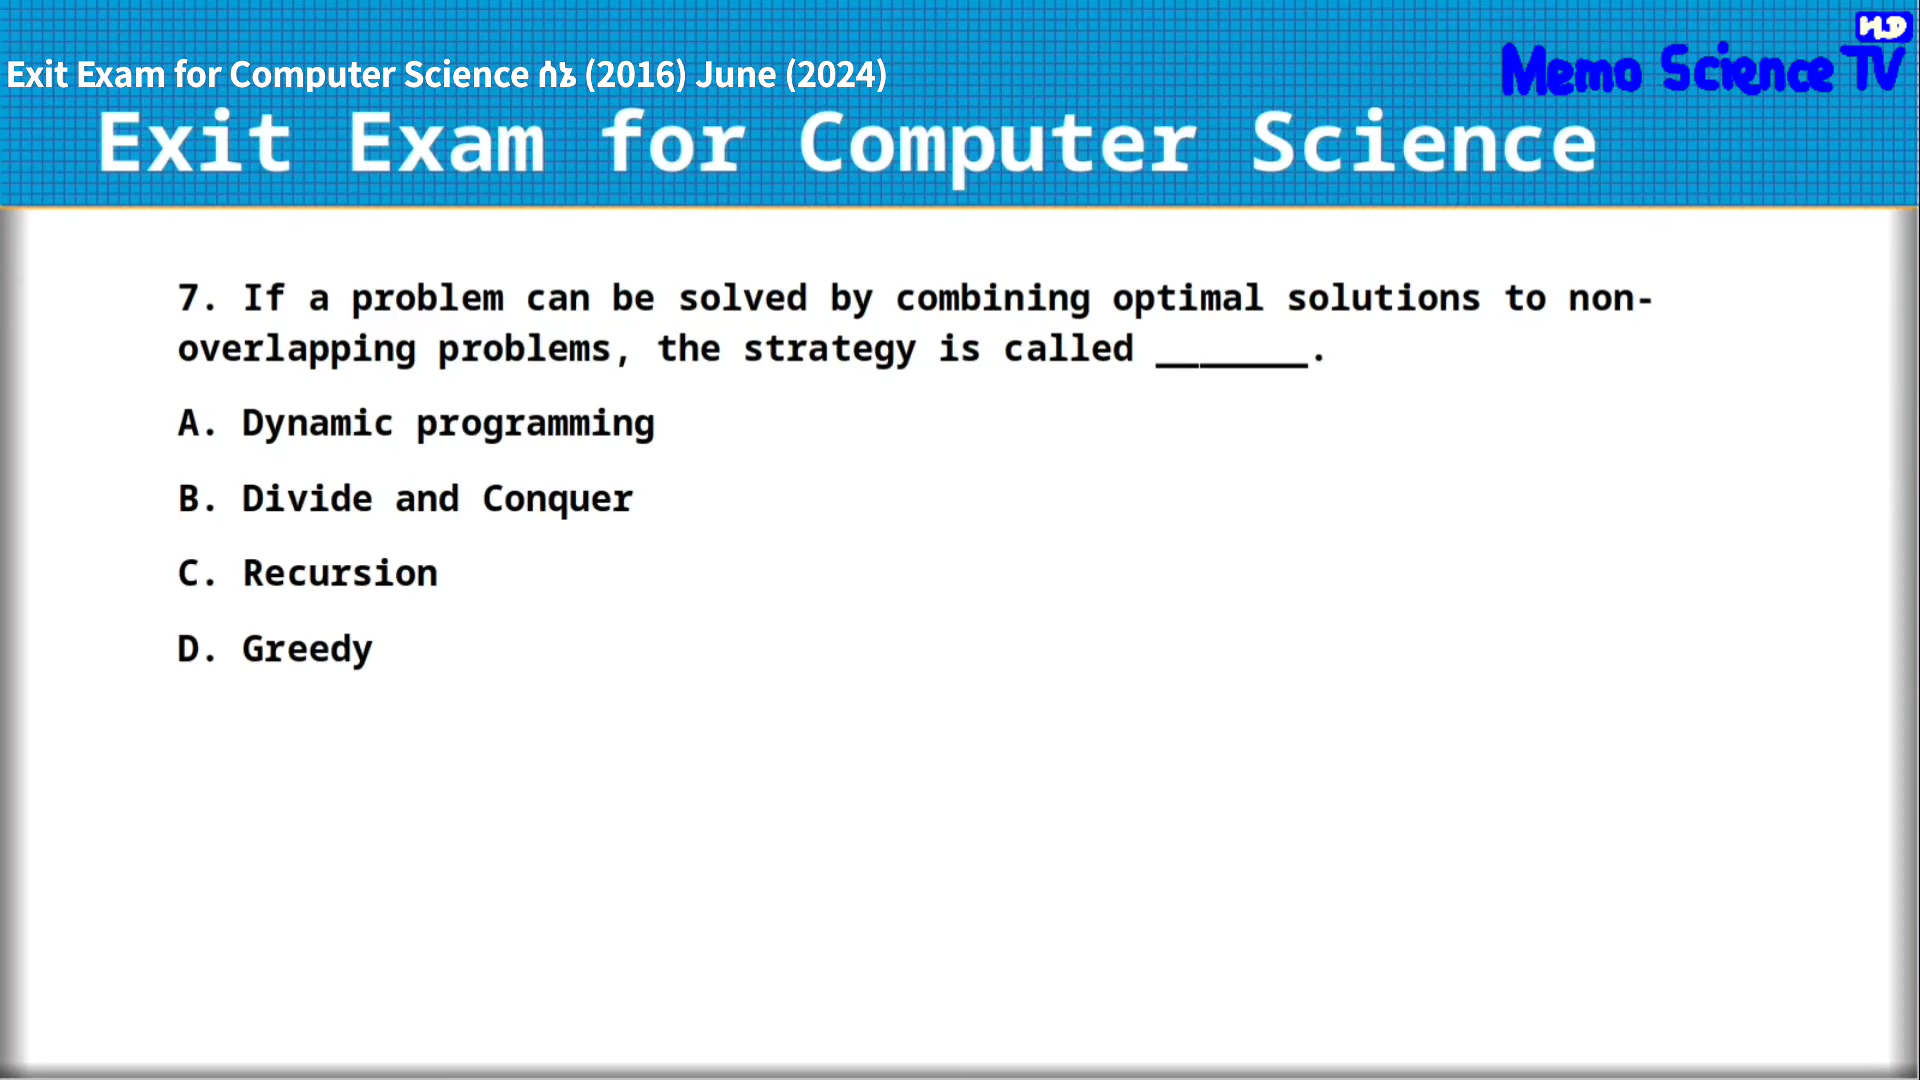 HD
Memo Science TV
Exit Exam for Computer Science ሰኔ (2016) June (2024)
Exit Exam for Computer Science
7. If a problem can be solved by combining optimal solutions to non-
overlapping problems, the strategy is called _______.
A. Dynamic programming
B. Divide and Conquer
C. Recursion
D. Greedy